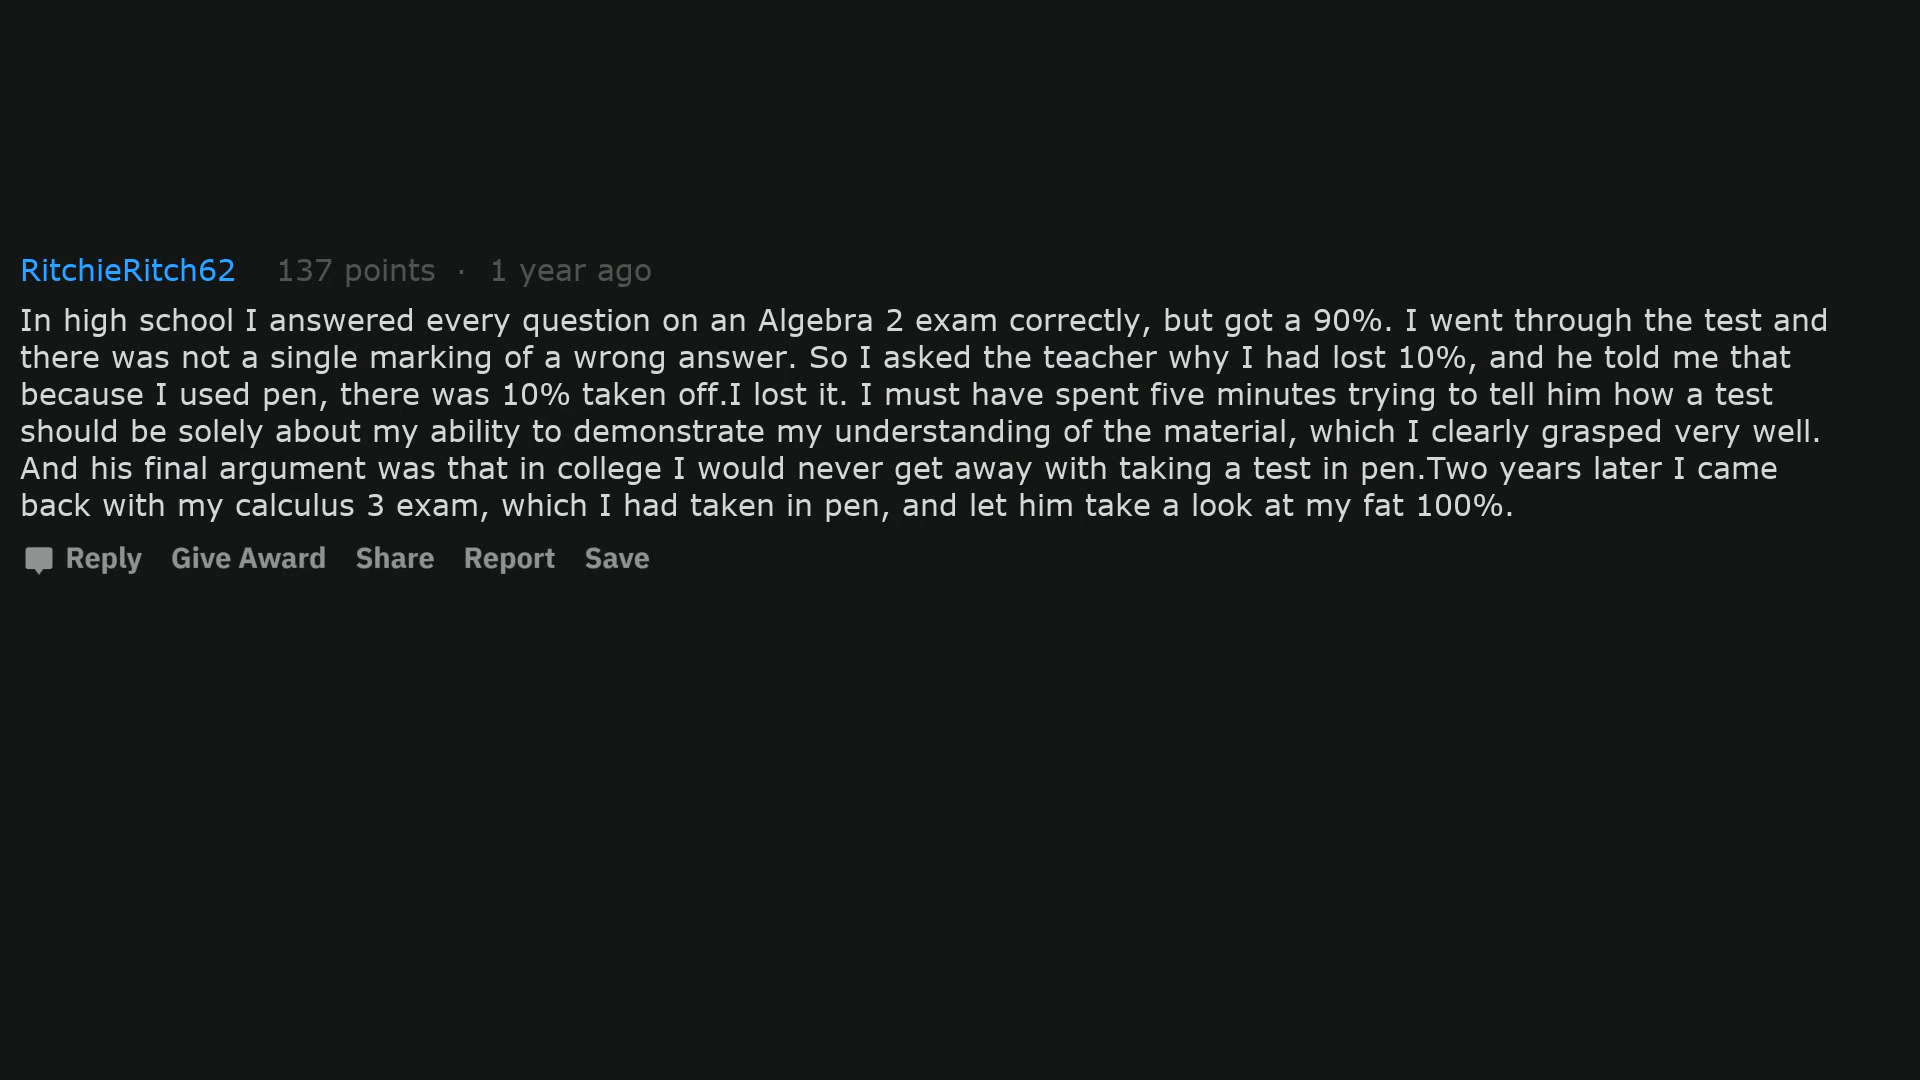 RitchieRitch62 137 points · 1 year ago
In high school I answered every question on an Algebra 2 exam correctly, but got a 90%. I went through the test and
there was not a single marking of a wrong answer. So I asked the teacher why I had lost 10%, and he told me that
because I used pen, there was 10% taken off.I lost it. I must have spent five minutes trying to tell him how a test
should be solely about my ability to demonstrate my understanding of the material, which I clearly grasped very well.
And his final argument was that in college I would never get away with taking a test in pen.Two years later I came
back with my calculus 3 exam, which I had taken in pen, and let him take a look at my fat 100%.
Reply Give Award Share Report Save